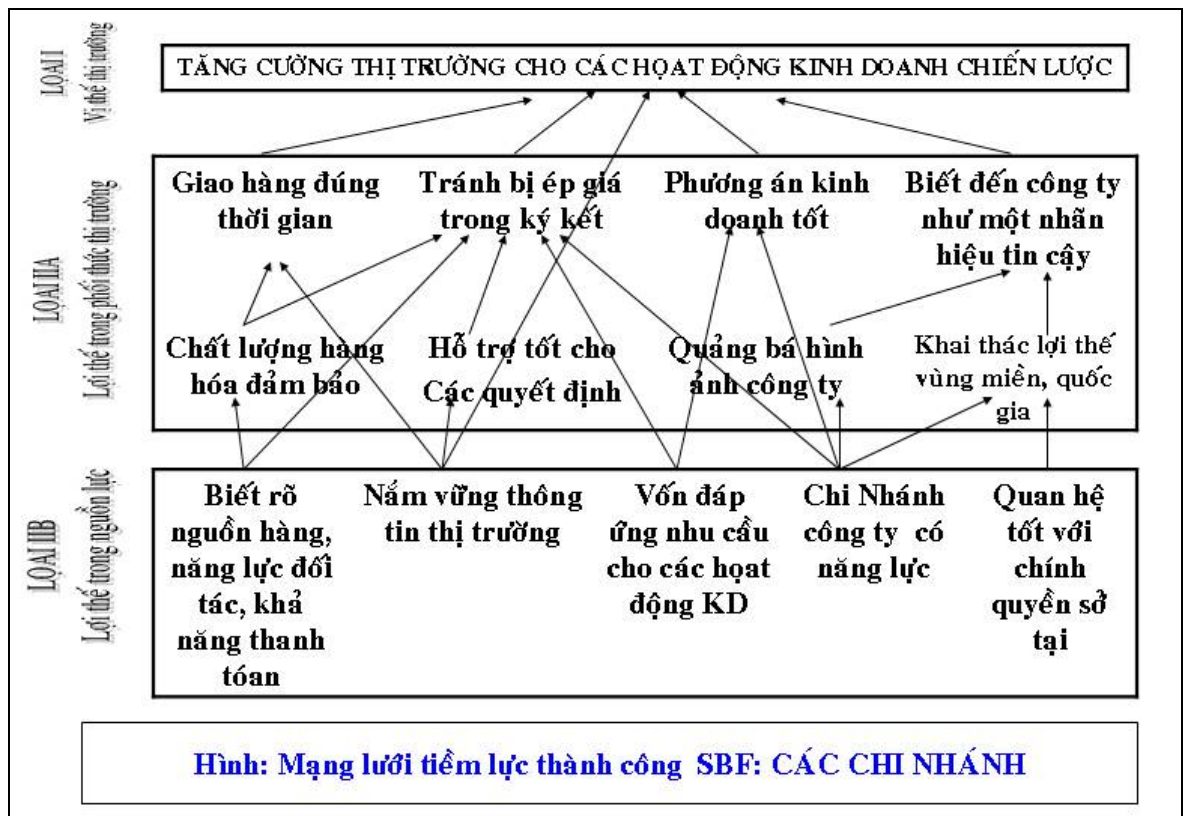 LỌAI I
Vị thế thị trường
TĂNG CƯỜNG THỊ TRƯỜNG CHO CÁC HỌAT ĐỘNG KINH DOANH CHIẾN LƯỢC
LỌAI IIA
Lợi thế trong phối thức thị trường
Giao hàng đúng
thời gian
Tránh bị ép giá
trong ký kết
Phương án kinh
doanh tốt
Biết đến công ty
như một nhãn
hiệu tin cậy
Chất lượng hàng
hóa đảm bảo
Hỗ trợ tốt cho
Các quyết định
Quảng bá hình
ảnh công ty
Khai thác lợi thế
vùng miền, quốc
gia
LỌAI IIB
Lợi thế trong nguồn lực
Biết rõ
nguồn hàng,
năng lực đối
tác, khả
năng thanh
tóan
Nắm vững thông
tin thị trường
Vốn đáp
ứng nhu cầu
cho các họat
động KD
Chi Nhánh
công ty có
năng lực
Quan hệ
tốt với
chính
quyền sở
tại
Hình: Mạng lưới tiềm lực thành công SBF: CÁC CHI NHÁNH